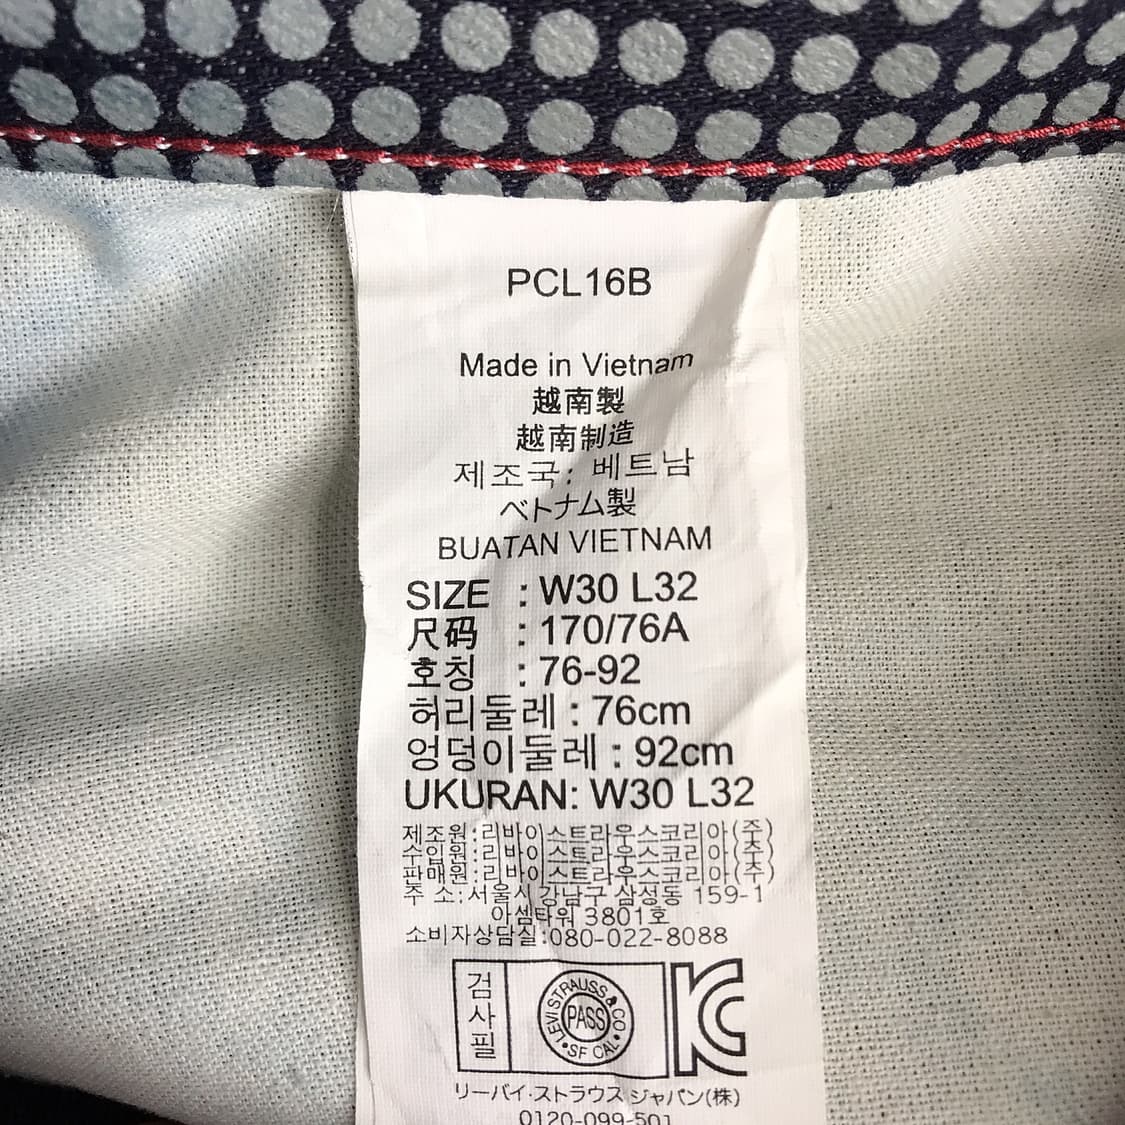 PCL16B
Made in Vietnam
越南製
越南制造
제조국: 베트남
ベトナム製
BUATAN VIETNAM
SIZE : W30 L32
尺码 : 170/76A
호칭 : 76-92
허리둘레 : 76cm
엉덩이둘레 : 92cm
UKURAN: W30 L32
제조원:리바이스트라우스코리아(주)
수입원:리바이스트라우스코리아(주)
판매원:리바이스트라우스코리아(주)
주 소:서울시 강남구 삼성동 159-1
아셈타워 3801호
소비자상담실:080-022-8088
검사필
LEVI STRAUSS & CO
PASS
SF CAL
KC
リーバイ·ストラウス ジャパン(株)
0120-099-501